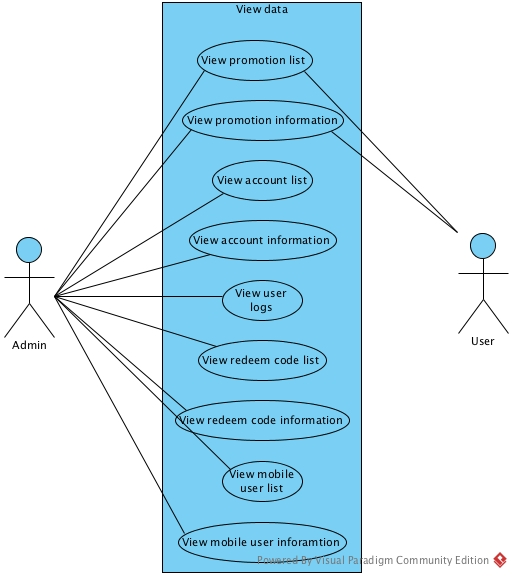 View data
View promotion list
View promotion information
View account list
View account information
View user
logs
View redeem code list
View redeem code information
View mobile
user list
View mobile user inforamtion
Admin
User
Powered By Visual Paradigm Community Edition